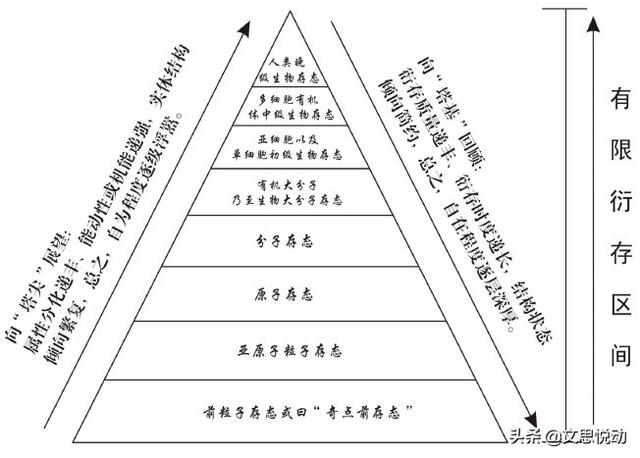 人类晚
级生物存态
多细胞有机
体中级生物存态
亚细胞以及
单细胞初级生物存态
有机大分子
乃至生物大分子存态
分子存态
原子存态
亚原子粒子存态
前粒子存态或曰“奇点前存态”
向“塔尖”展望:
属性分化递丰、能动性或机能递强，实体结构
倾向繁复，总之，自为程度逐级浮嚣。
向“塔基”回顾:
衍存质量递丰、衍存时度递长，结构状态
倾向简约，总之，自在程度逐层深厚。
有限衍存区间
头条@文思悦动